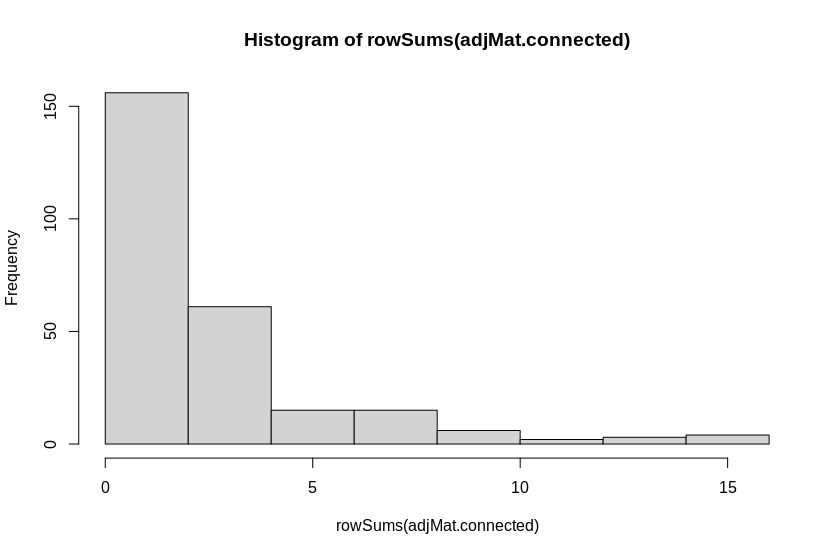 Histogram of rowSums(adjMat.connected)
Frequency
150
100
50
0
0 5 10 15
rowSums(adjMat.connected)